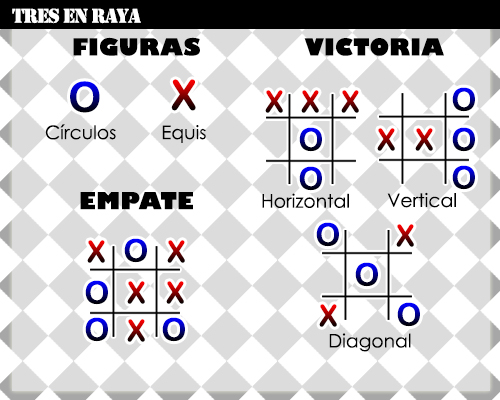 TRES EN RAYA
FIGURAS
O X
Círculos Equis
EMPATE
X O X
O X X
O X O
VICTORIA
X X X
O
O
Horizontal
O
X X O
O
Vertical
O X
O
X O
Diagonal